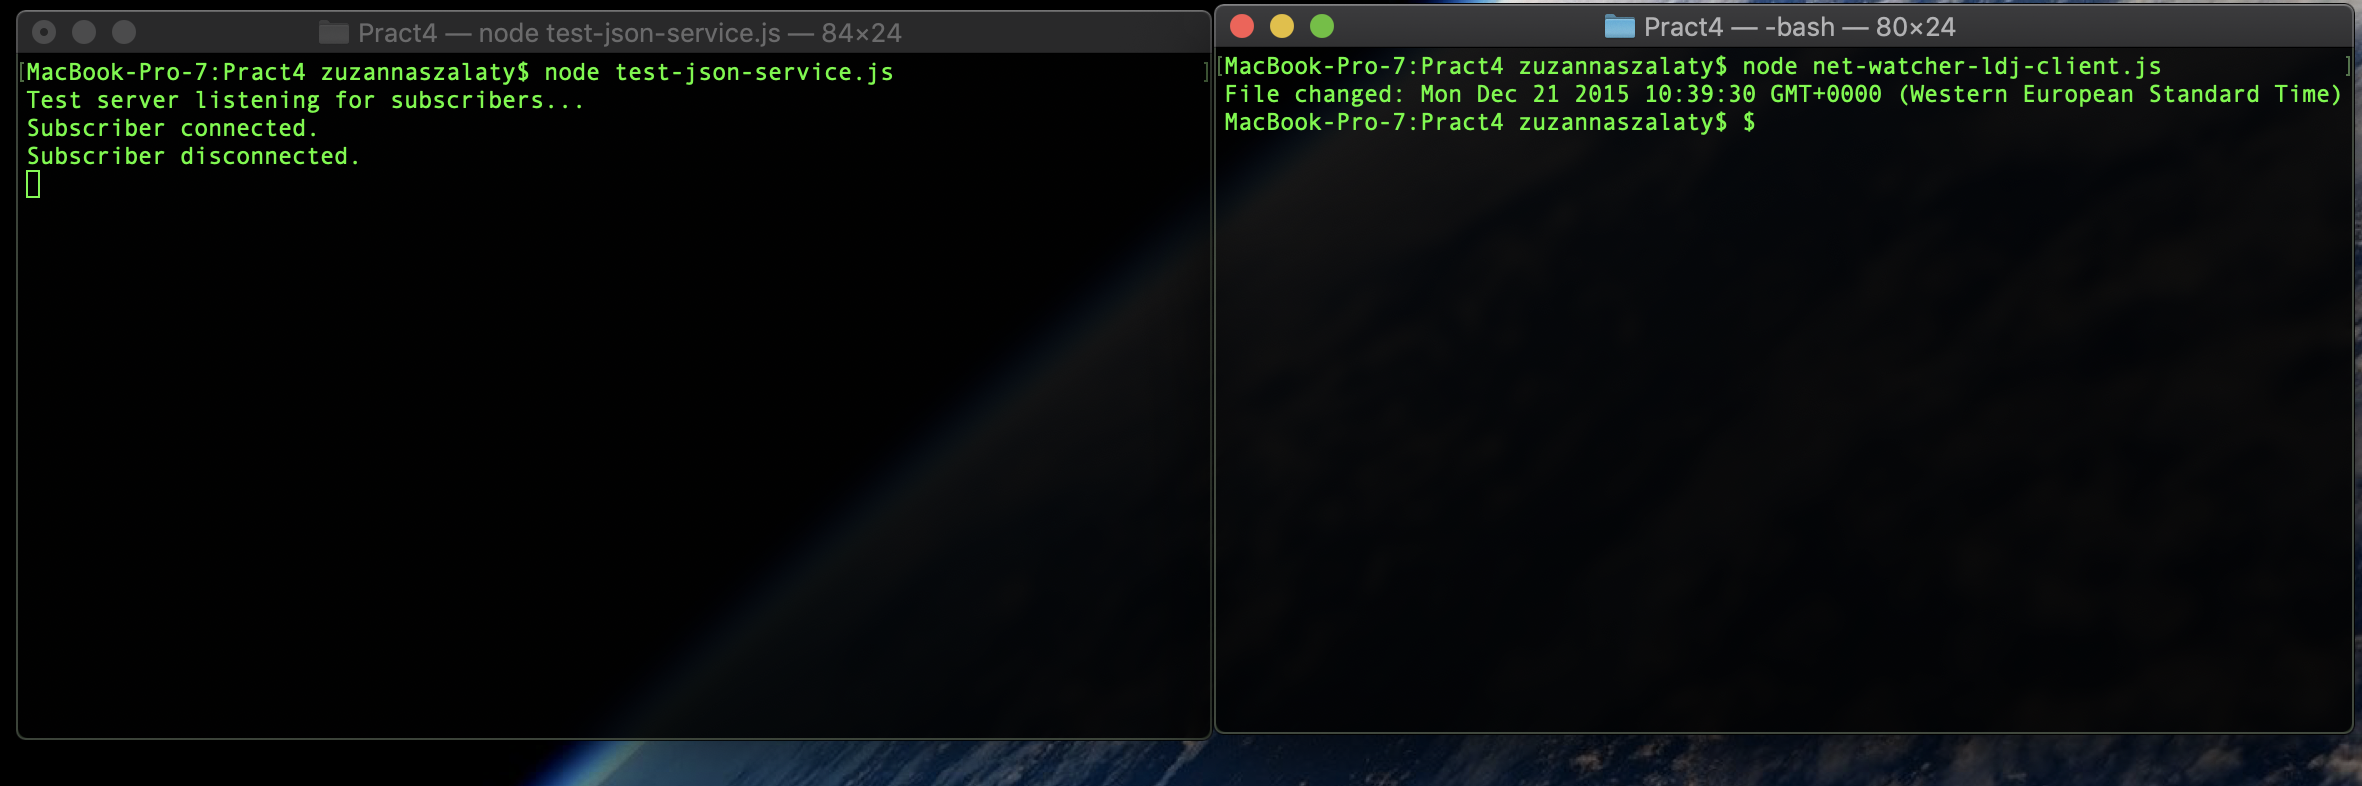 Pract4 — node test-json-service.js — 84×24
[MacBook-Pro-7:Pract4 zuzannaszalaty$ node test-json-service.js ]
Test server listening for subscribers...
Subscriber connected.
Subscriber disconnected.
Pract4 — -bash — 80×24
[MacBook-Pro-7:Pract4 zuzannaszalaty$ node net-watcher-ldj-client.js ]
File changed: Mon Dec 21 2015 10:39:30 GMT+0000 (Western European Standard Time)
MacBook-Pro-7:Pract4 zuzannaszalaty$ $